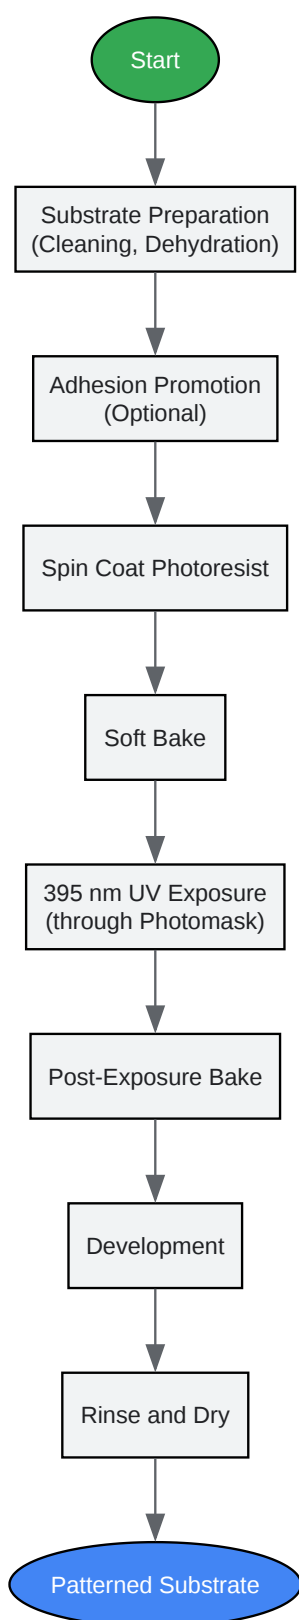 Start
Substrate Preparation
(Cleaning, Dehydration)
Adhesion Promotion
(Optional)
Spin Coat Photoresist
Soft Bake
395 nm UV Exposure
(through Photomask)
Post-Exposure Bake
Development
Rinse and Dry
Patterned Substrate